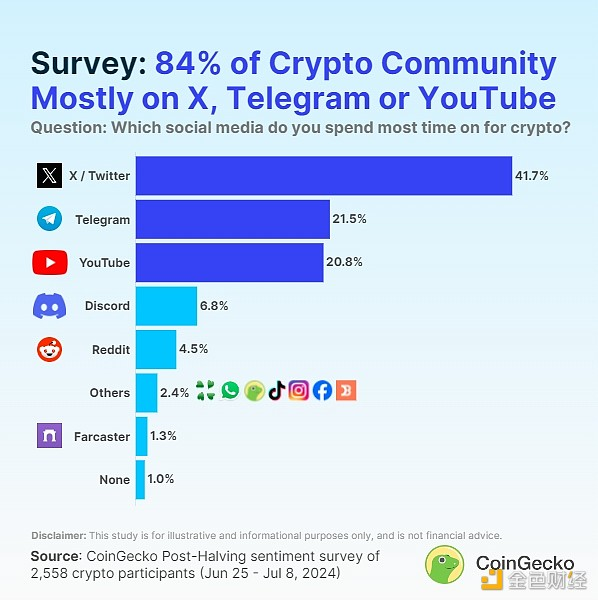 Survey: 84% of Crypto Community
Mostly on X, Telegram or YouTube
Question: Which social media do you spend most time on for crypto?
X / Twitter 41.7%
Telegram 21.5%
YouTube 20.8%
Discord 6.8%
Reddit 4.5%
Others 2.4%
Farcaster 1.3%
None 1.0%
Disclaimer: This study is for illustrative and informational purposes only, and is not financial advice.
Source: CoinGecko Post-Halving sentiment survey of
2,558 crypto participants (Jun 25 - Jul 8, 2024)
CoinGecko
金色财经